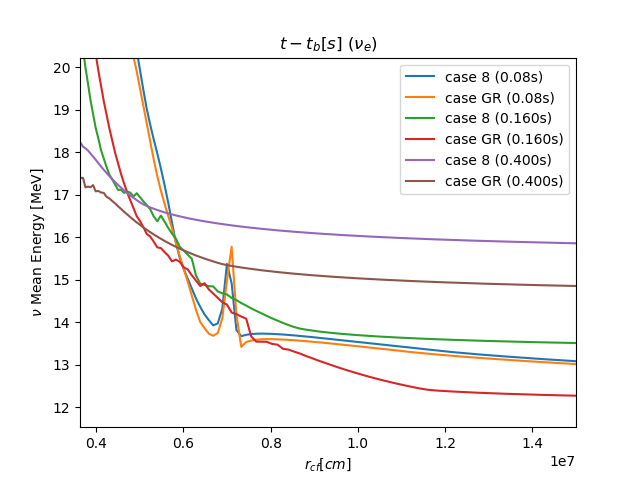 t − t_b[s] (ν_e)
20
19
18
17
16
15
14
13
12
ν Mean Energy [MeV]
case 8 (0.08s)
case GR (0.08s)
case 8 (0.160s)
case GR (0.160s)
case 8 (0.400s)
case GR (0.400s)
0.4 0.6 0.8 1.0 1.2 1.4
1e7
r_cf[cm]